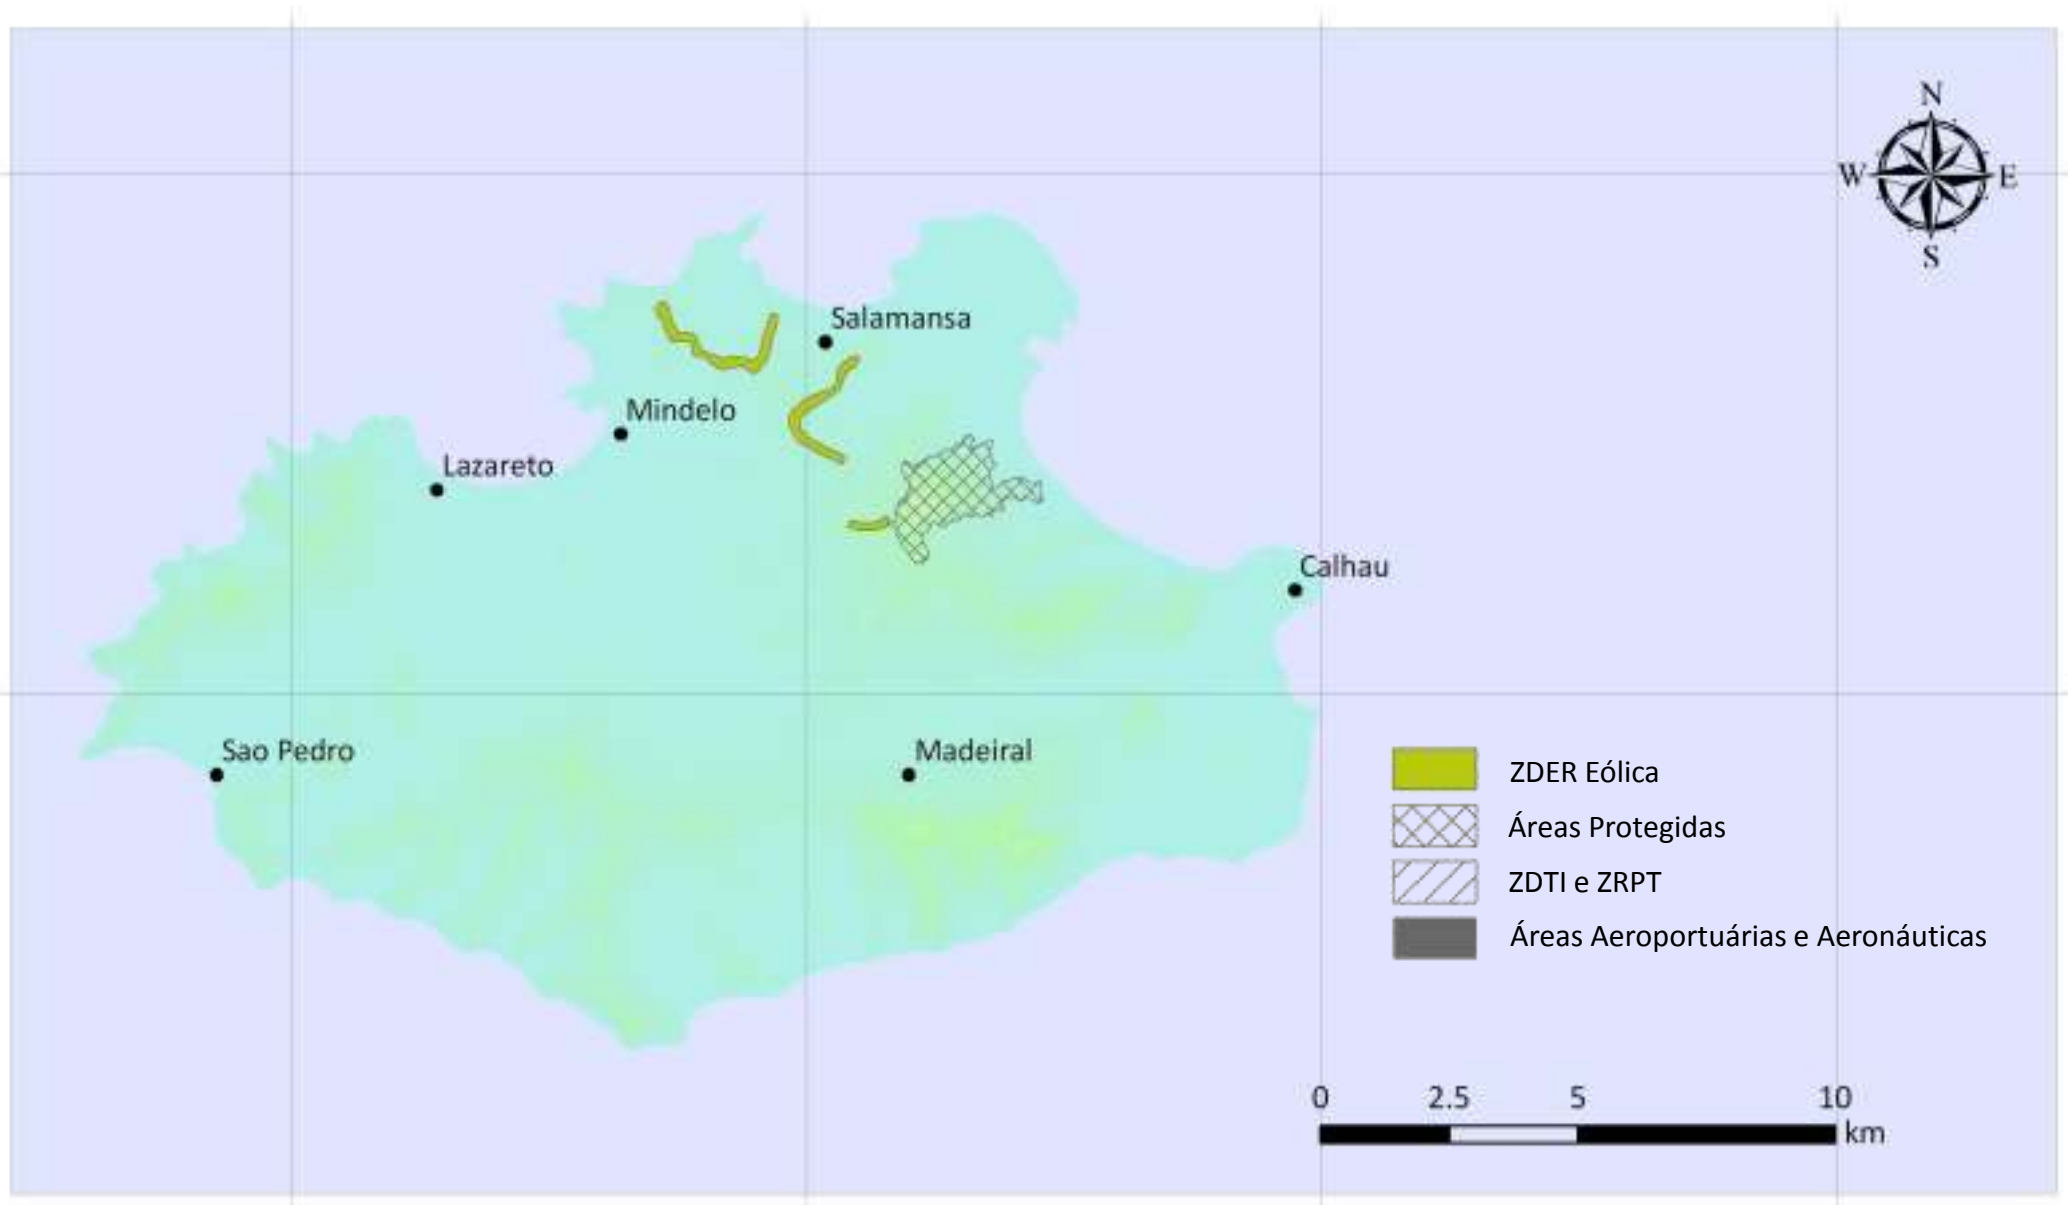 N
W
E
S
Salamansa
Mindelo
Lazareto
Calhau
Sao Pedro
Madeiral
ZDER Eólica
Áreas Protegidas
ZDTI e ZRPT
Áreas Aeroportuárias e Aeronáuticas
0 2.5 5 10
km